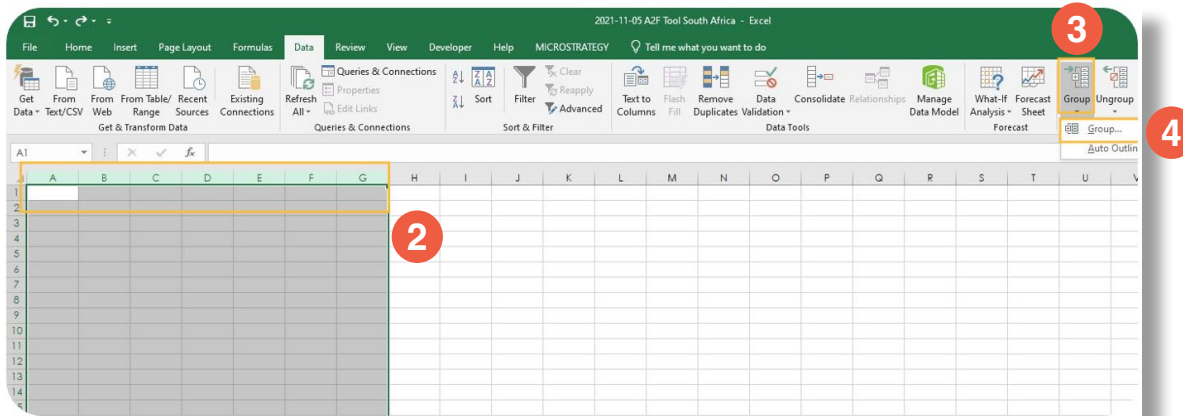 2021-11-05 A2F Tool South Africa - Excel
3
File Home Insert Page Layout Formulas Data Review View Developer Help MICROSTRATEGY Tell me what you want to do
Get Data From Text/CSV From Web From Table/ Range Recent Sources Existing Connections
Get & Transform Data
Refresh All Queries & Connections Properties Edit Links
Queries & Connections
Sort Filter Clear Reapply Advanced
Sort & Filter
Text to Columns Flash Fill Remove Duplicates Data Validation Consolidate Relationships Manage Data Model
Data Tools
What-If Analysis Forecast Sheet
Forecast
Group Ungroup
Group...
Auto Outlin
4
A1 fx
A B C D E F G H I J K L M N O P Q R S T U V
1
2
3
4
5
6
7
8
9
10
11
12
13
14
5
2